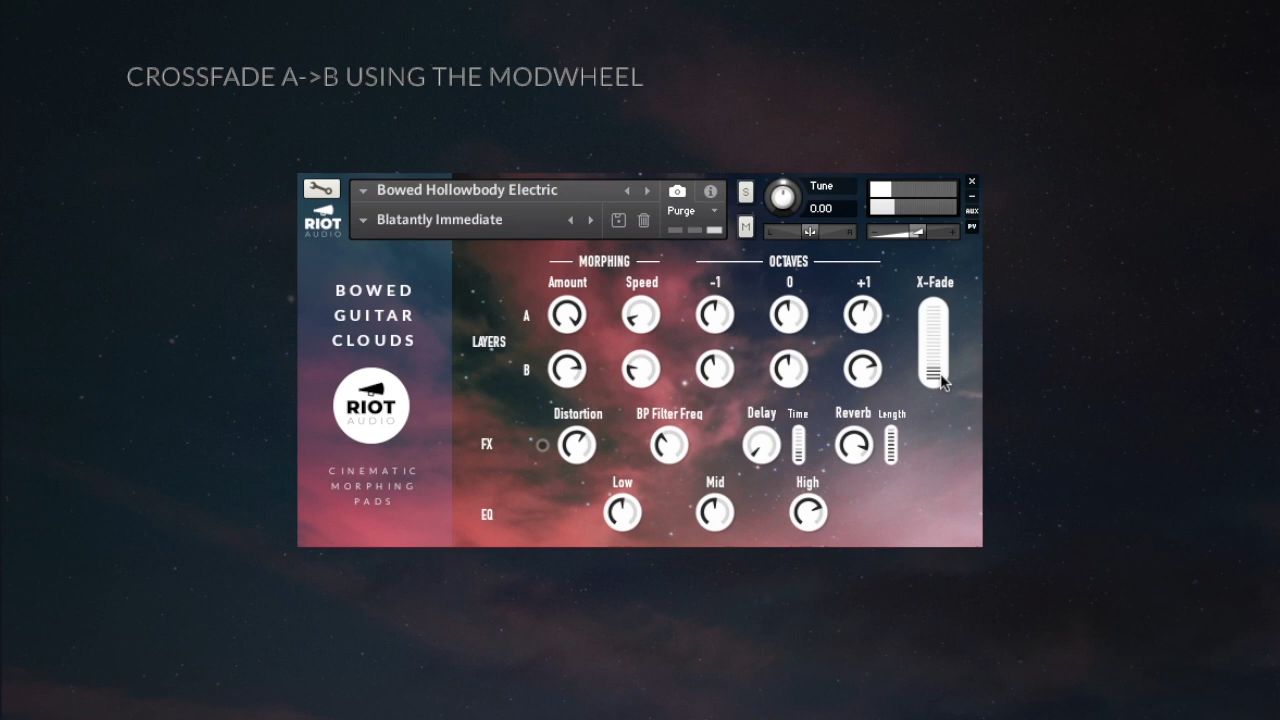 CROSSFADE A->B USING THE MODWHEEL
Bowed Hollowbody Electric
Blatantly Immediate
Purge
S
M
Tune
0.00
L
R
AUX
PV
RIOT
AUDIO
BOWED
GUITAR
CLOUDS
RIOT
AUDIO
CINEMATIC
MORPHING
PADS
MORPHING
OCTAVES
Amount
Speed
-1
0
+1
X-Fade
LAYERS
A
B
Distortion
BP Filter Freq
Delay
Time
Reverb
Length
FX
Low
Mid
High
EQ